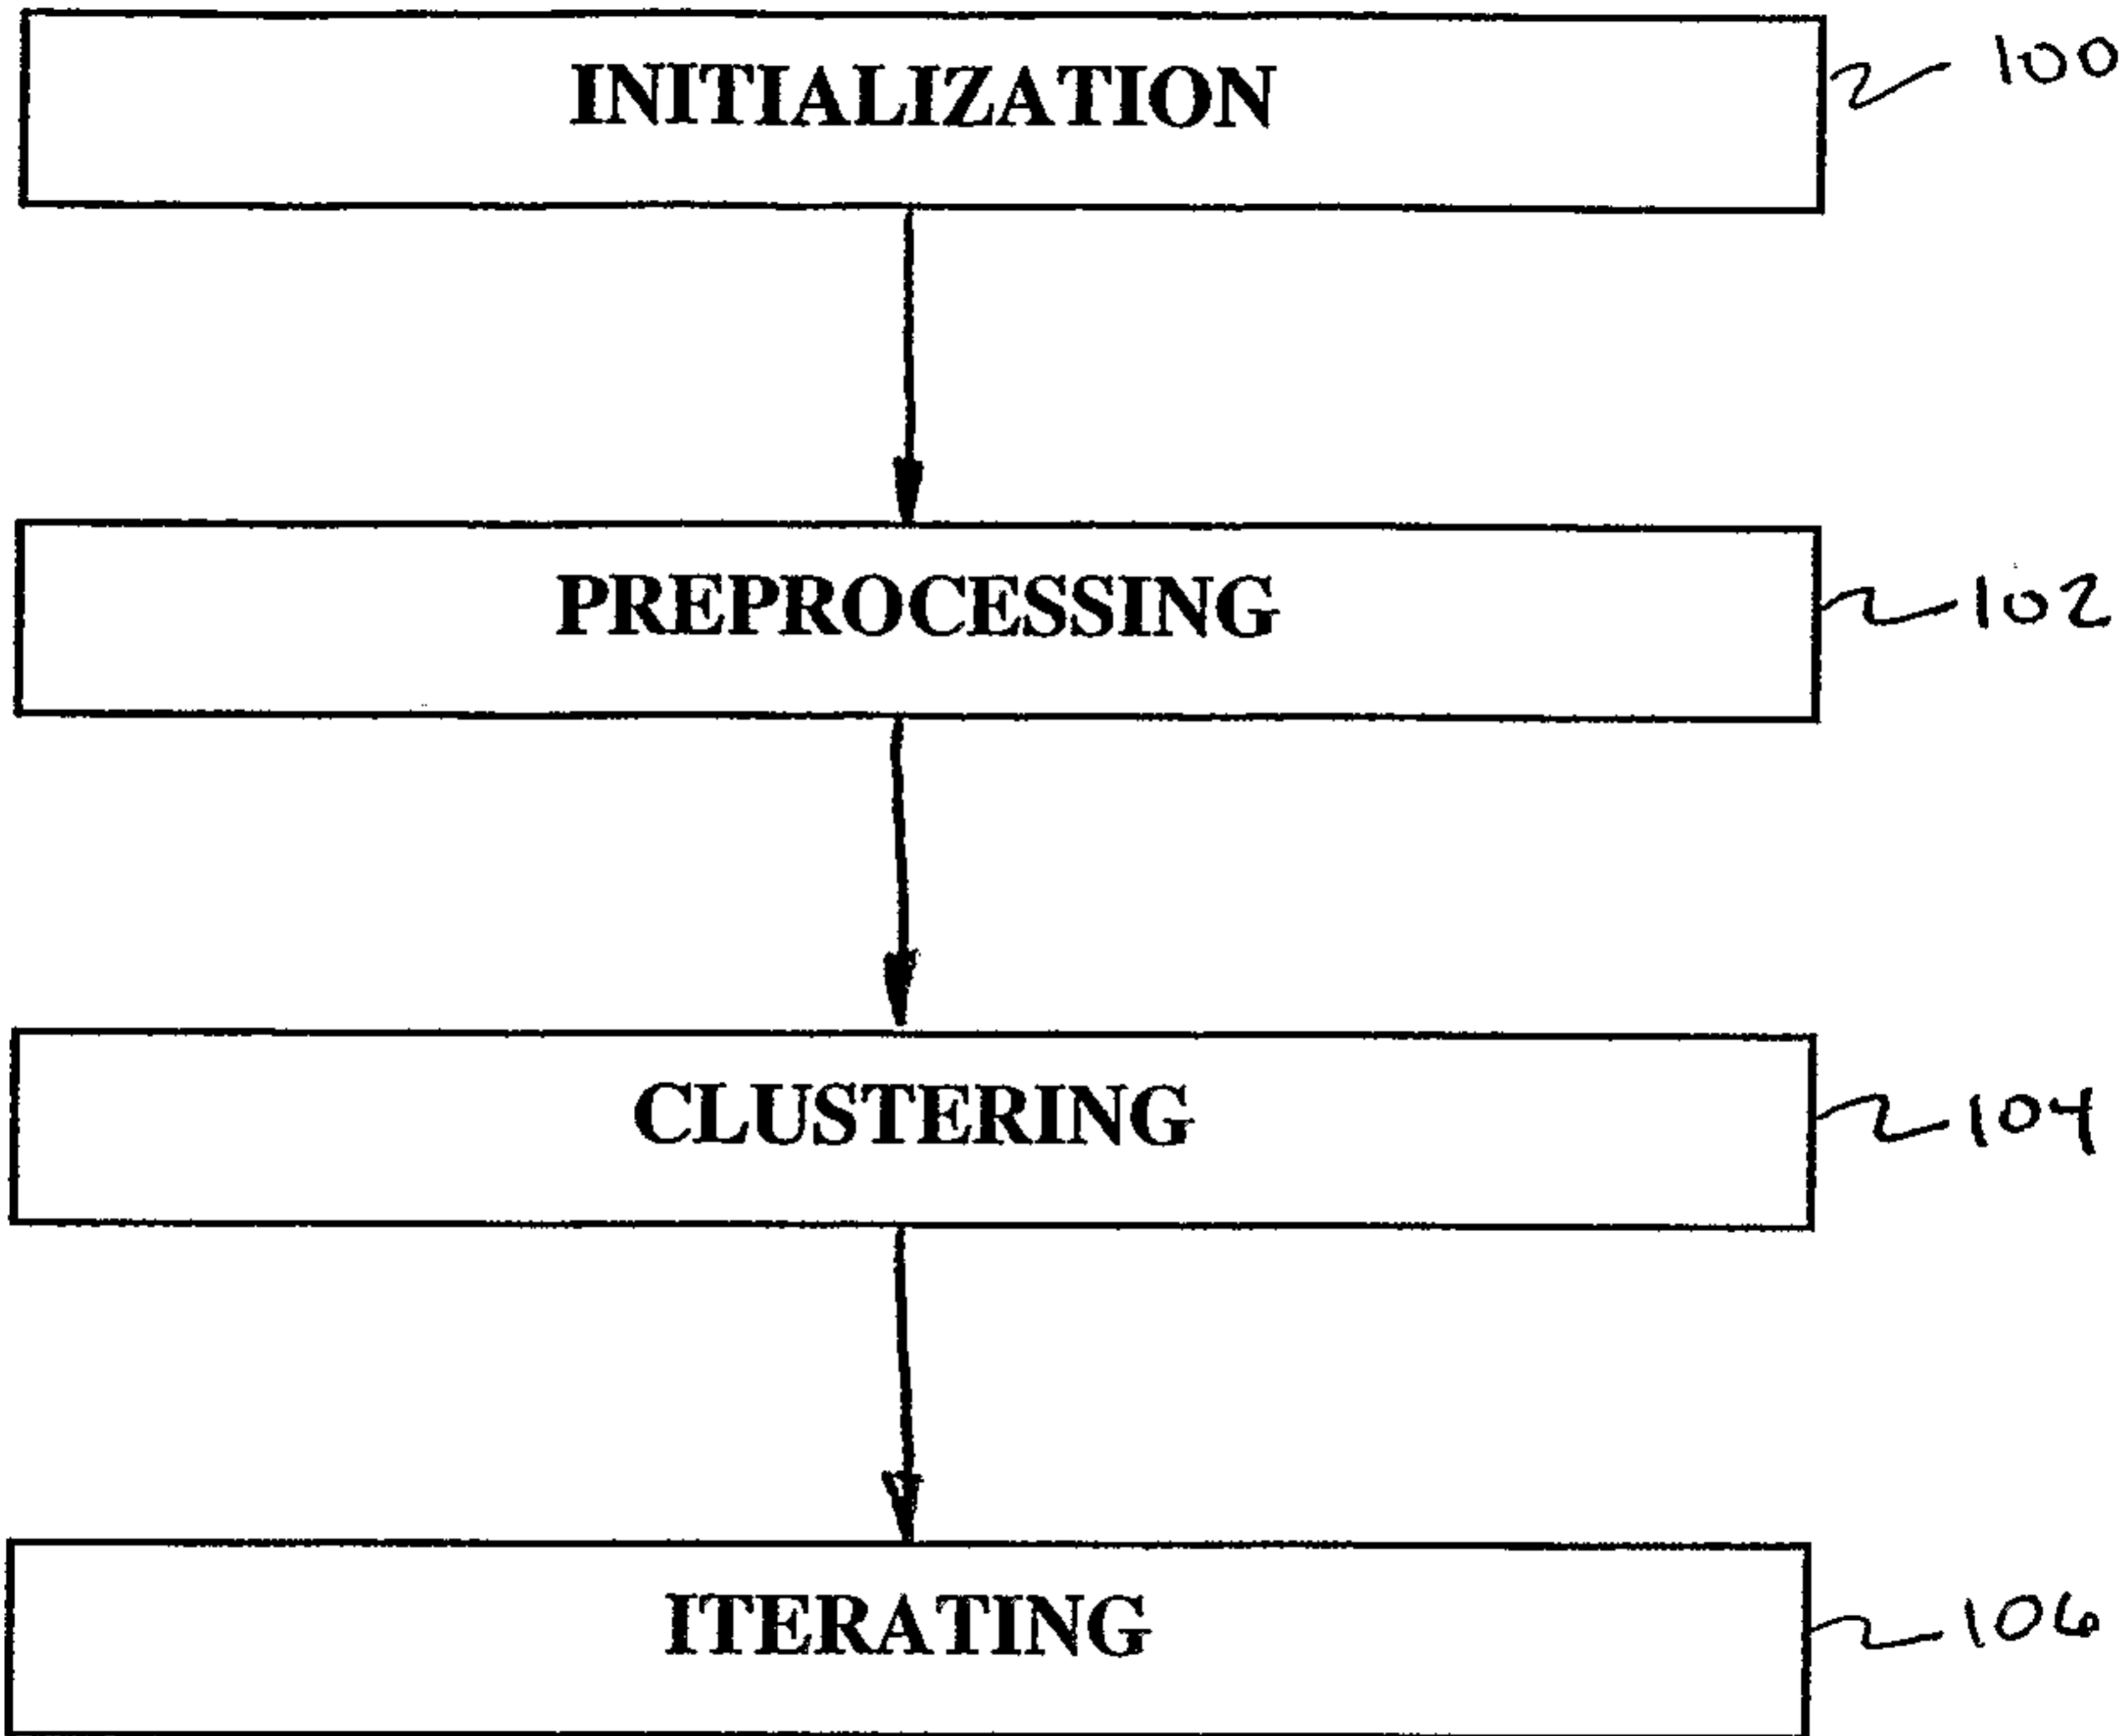 INITIALIZATION
100
PREPROCESSING
102
CLUSTERING
104
ITERATING
106